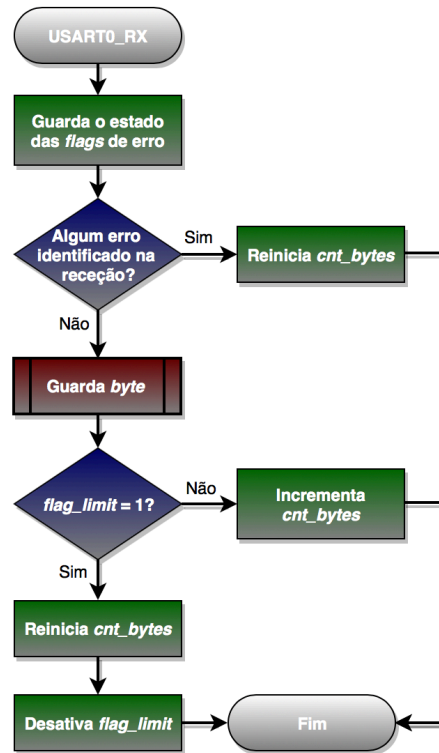 USART0_RX
Guarda o estado
das flags de erro
Algum erro
identificado na
receção?
Sim
Reinicia cnt_bytes
Não
Guarda byte
flag_limit = 1?
Não
Incrementa
cnt_bytes
Sim
Reinicia cnt_bytes
Desativa flag_limit
Fim